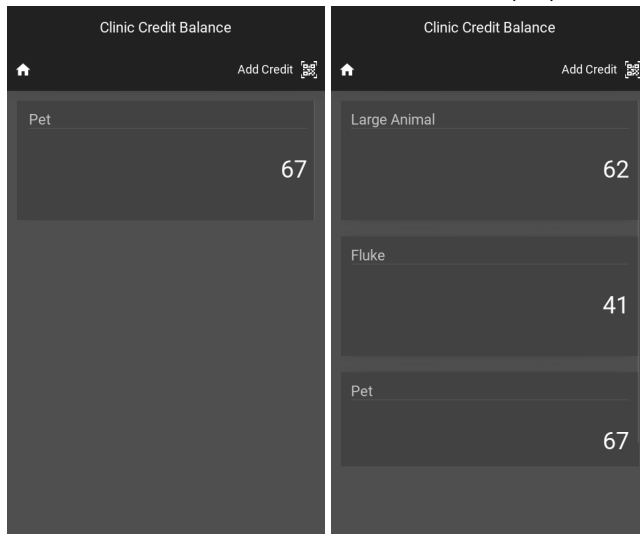 Clinic Credit Balance
Add Credit
Pet
67
Clinic Credit Balance
Add Credit
Large Animal
62
Fluke
41
Pet
67